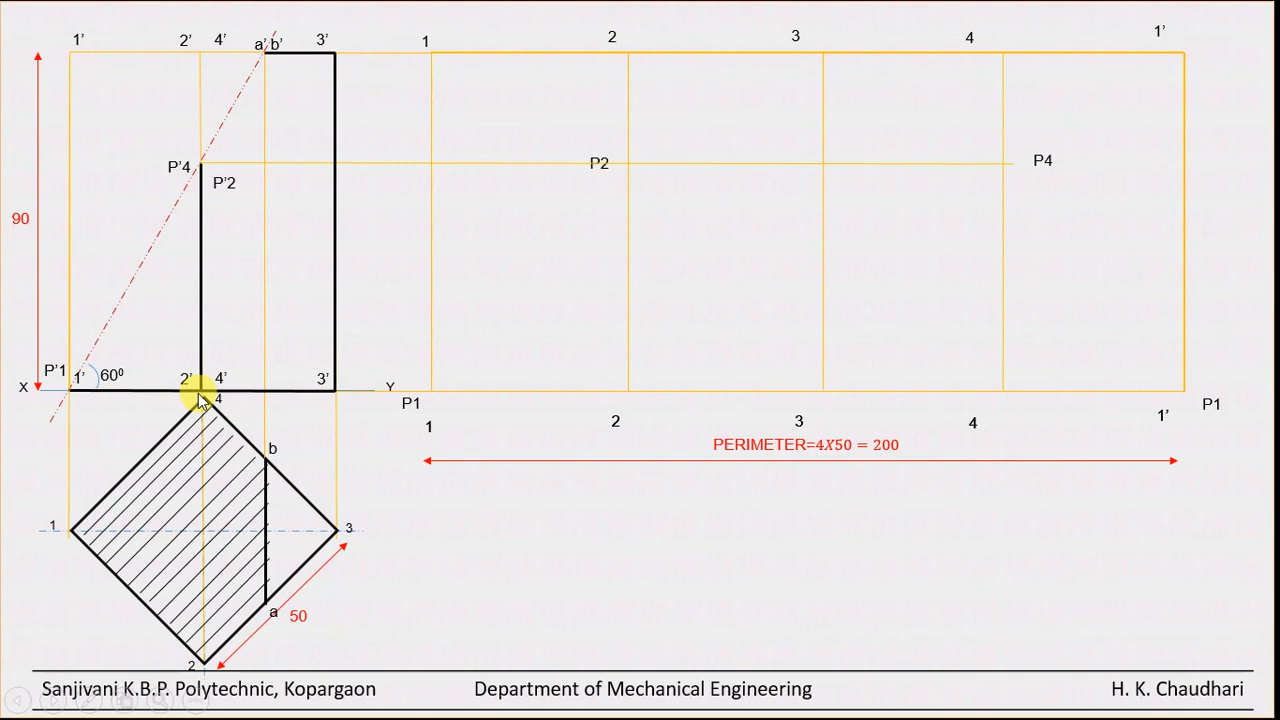 1' 2' 4' a' b' 3' 1 2 3 4 1'
P'4 P2 P4
P'2
90
P'1 1' 60⁰ 2' 4' 3'
X Y
4 P1 P1
1 2 3 4 1'
b PERIMETER=4X50 = 200
1 3
a 50
2
Sanjivani K.B.P. Polytechnic, Kopargaon Department of Mechanical Engineering H. K. Chaudhari